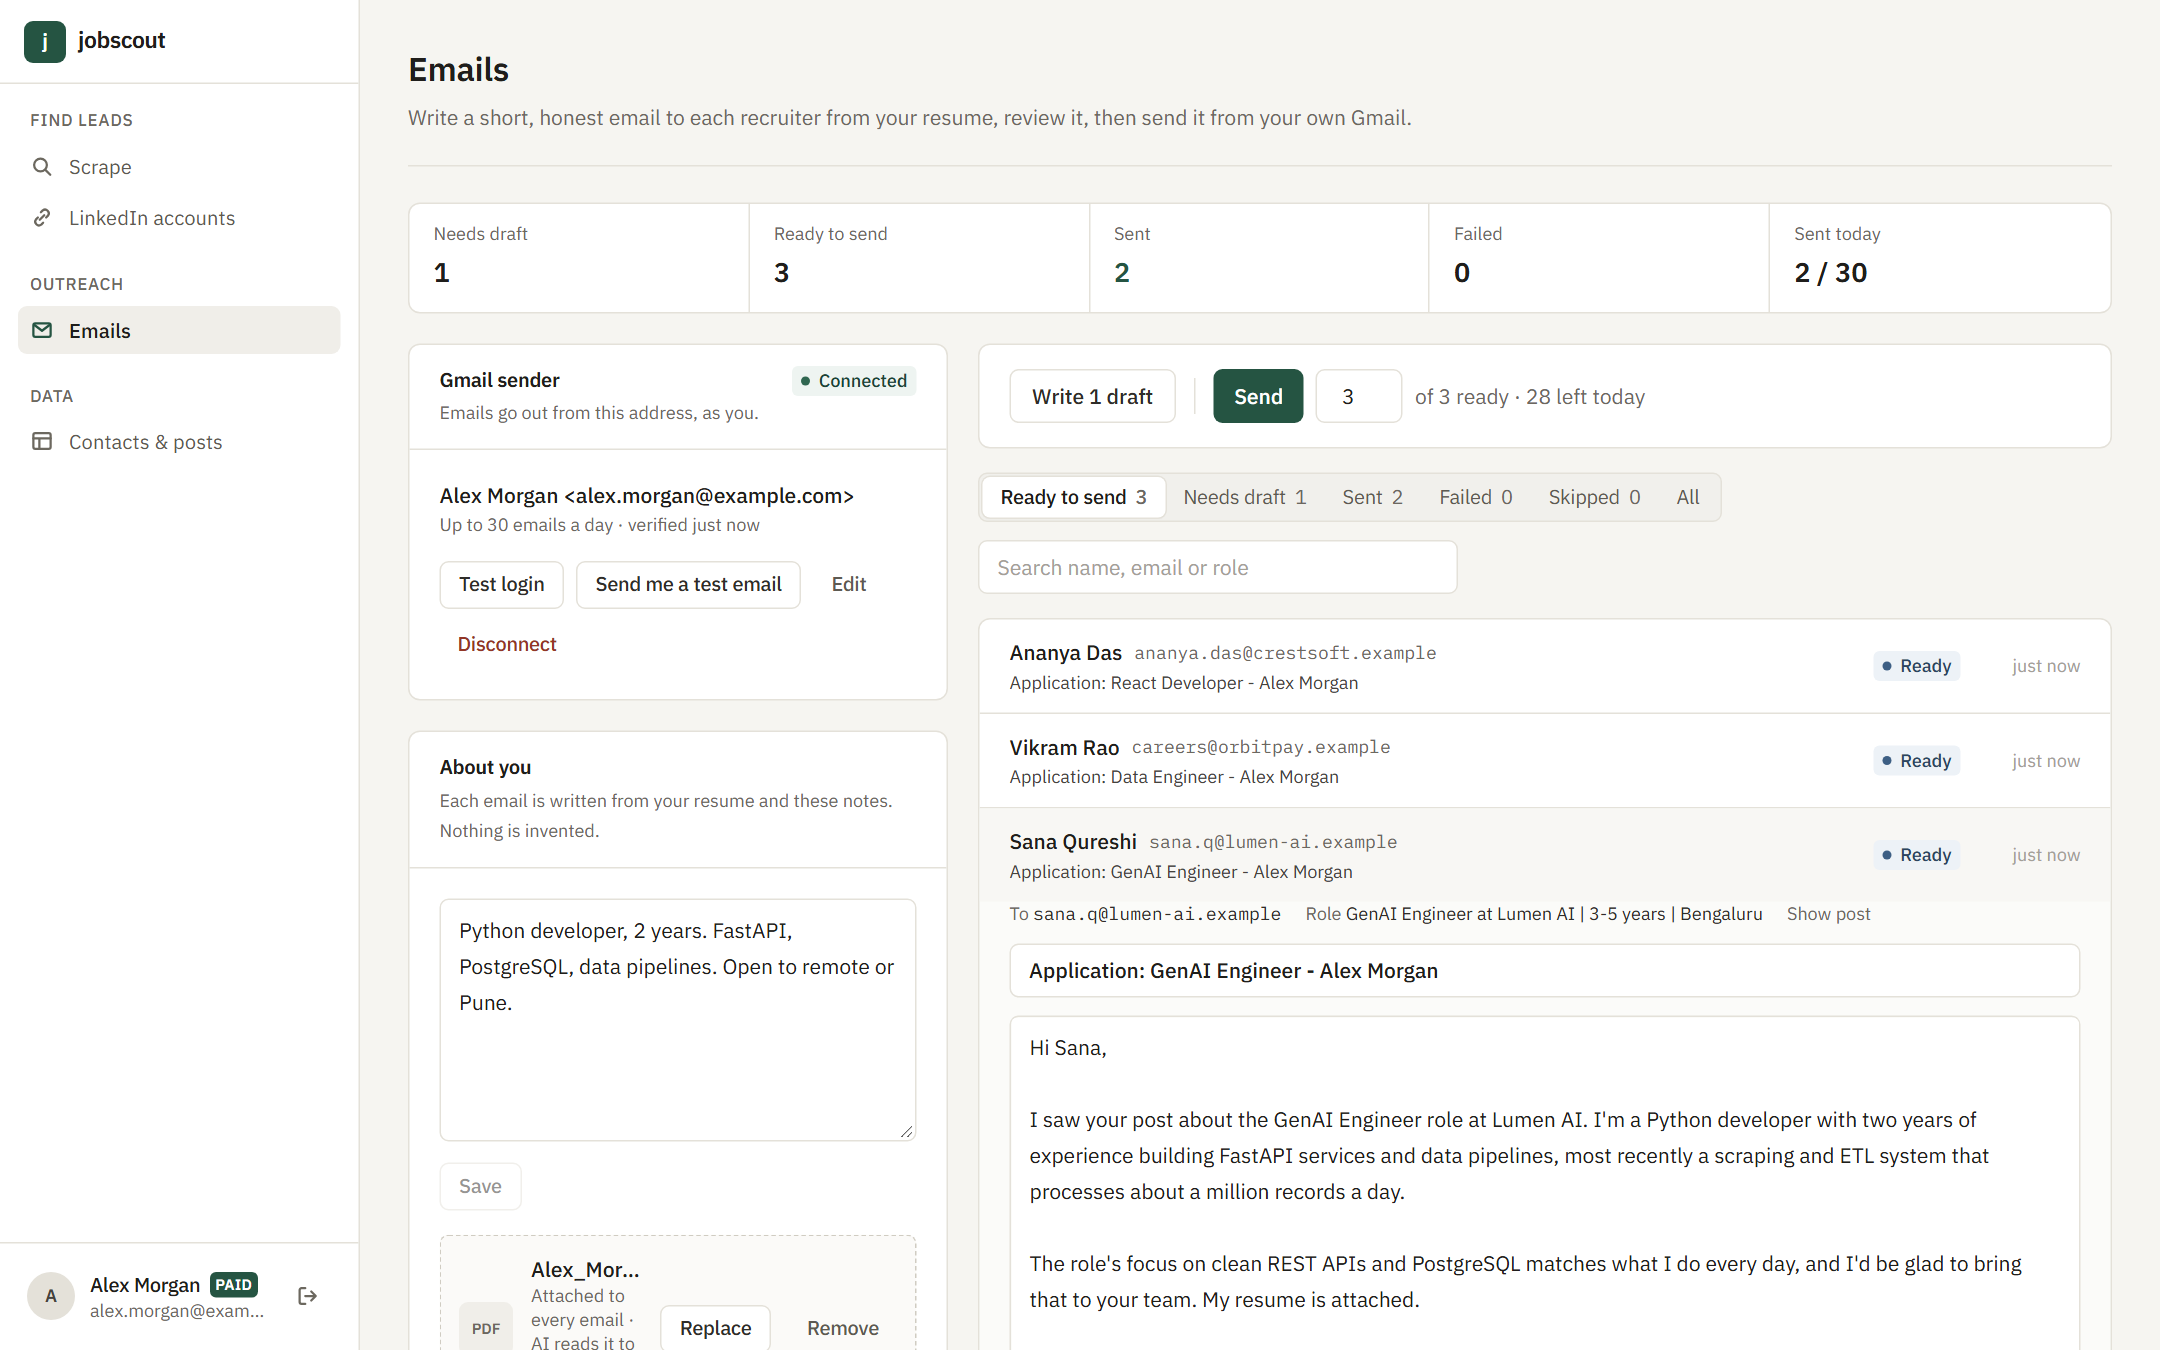 j jobscout
FIND LEADS
Scrape
LinkedIn accounts
OUTREACH
Emails
DATA
Contacts & posts
A
Alex Morgan PAID
alex.morgan@exam...
Emails
Write a short, honest email to each recruiter from your resume, review it, then send it from your own Gmail.
Needs draft
1
Ready to send
3
Sent
2
Failed
0
Sent today
2 / 30
Gmail sender
Connected
Emails go out from this address, as you.
Alex Morgan <alex.morgan@example.com>
Up to 30 emails a day · verified just now
Test login Send me a test email Edit
Disconnect
About you
Each email is written from your resume and these notes.
Nothing is invented.
Python developer, 2 years. FastAPI,
PostgreSQL, data pipelines. Open to remote or
Pune.
Save
PDF
Alex_Mor...
Attached to
every email ·
AI reads it to
Replace Remove
Write 1 draft Send 3 of 3 ready · 28 left today
Ready to send 3 Needs draft 1 Sent 2 Failed 0 Skipped 0 All
Search name, email or role
Ananya Das ananya.das@crestsoft.example
Application: React Developer - Alex Morgan
Ready just now
Vikram Rao careers@orbitpay.example
Application: Data Engineer - Alex Morgan
Ready just now
Sana Qureshi sana.q@lumen-ai.example
Application: GenAI Engineer - Alex Morgan
Ready just now
To sana.q@lumen-ai.example Role GenAI Engineer at Lumen AI | 3-5 years | Bengaluru Show post
Application: GenAI Engineer - Alex Morgan
Hi Sana,
I saw your post about the GenAI Engineer role at Lumen AI. I'm a Python developer with two years of
experience building FastAPI services and data pipelines, most recently a scraping and ETL system that
processes about a million records a day.
The role's focus on clean REST APIs and PostgreSQL matches what I do every day, and I'd be glad to bring
that to your team. My resume is attached.